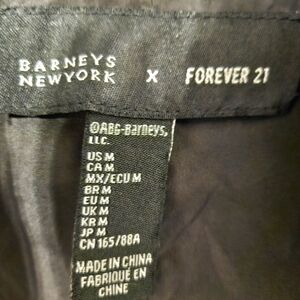 BARNEYS
NEWYORK X FOREVER 21
©ABG-Barneys,
LLC.
US M
CA M
MX/ECU M
BR M
EU M
UK M
KR M
JP M
CN 165/88A
MADE IN CHINA
FABRIQUÉ EN
CHINE